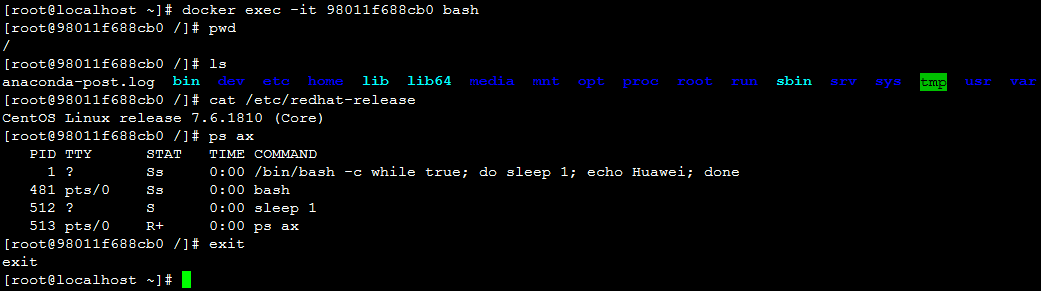 [root@localhost ~]# docker exec -it 98011f688cb0 bash
[root@98011f688cb0 /]# pwd
/
[root@98011f688cb0 /]# ls
anaconda-post.log  bin  dev  etc  home  lib  lib64  media  mnt  opt  proc  root  run  sbin  srv  sys  tmp  usr  var
[root@98011f688cb0 /]# cat /etc/redhat-release
CentOS Linux release 7.6.1810 (Core)
[root@98011f688cb0 /]# ps ax
   PID TTY      STAT   TIME COMMAND
     1 ?        Ss     0:00 /bin/bash -c while true; do sleep 1; echo Huawei; done
   481 pts/0    Ss     0:00 bash
   512 ?        S      0:00 sleep 1
   513 pts/0    R+     0:00 ps ax
[root@98011f688cb0 /]# exit
exit
[root@localhost ~]#